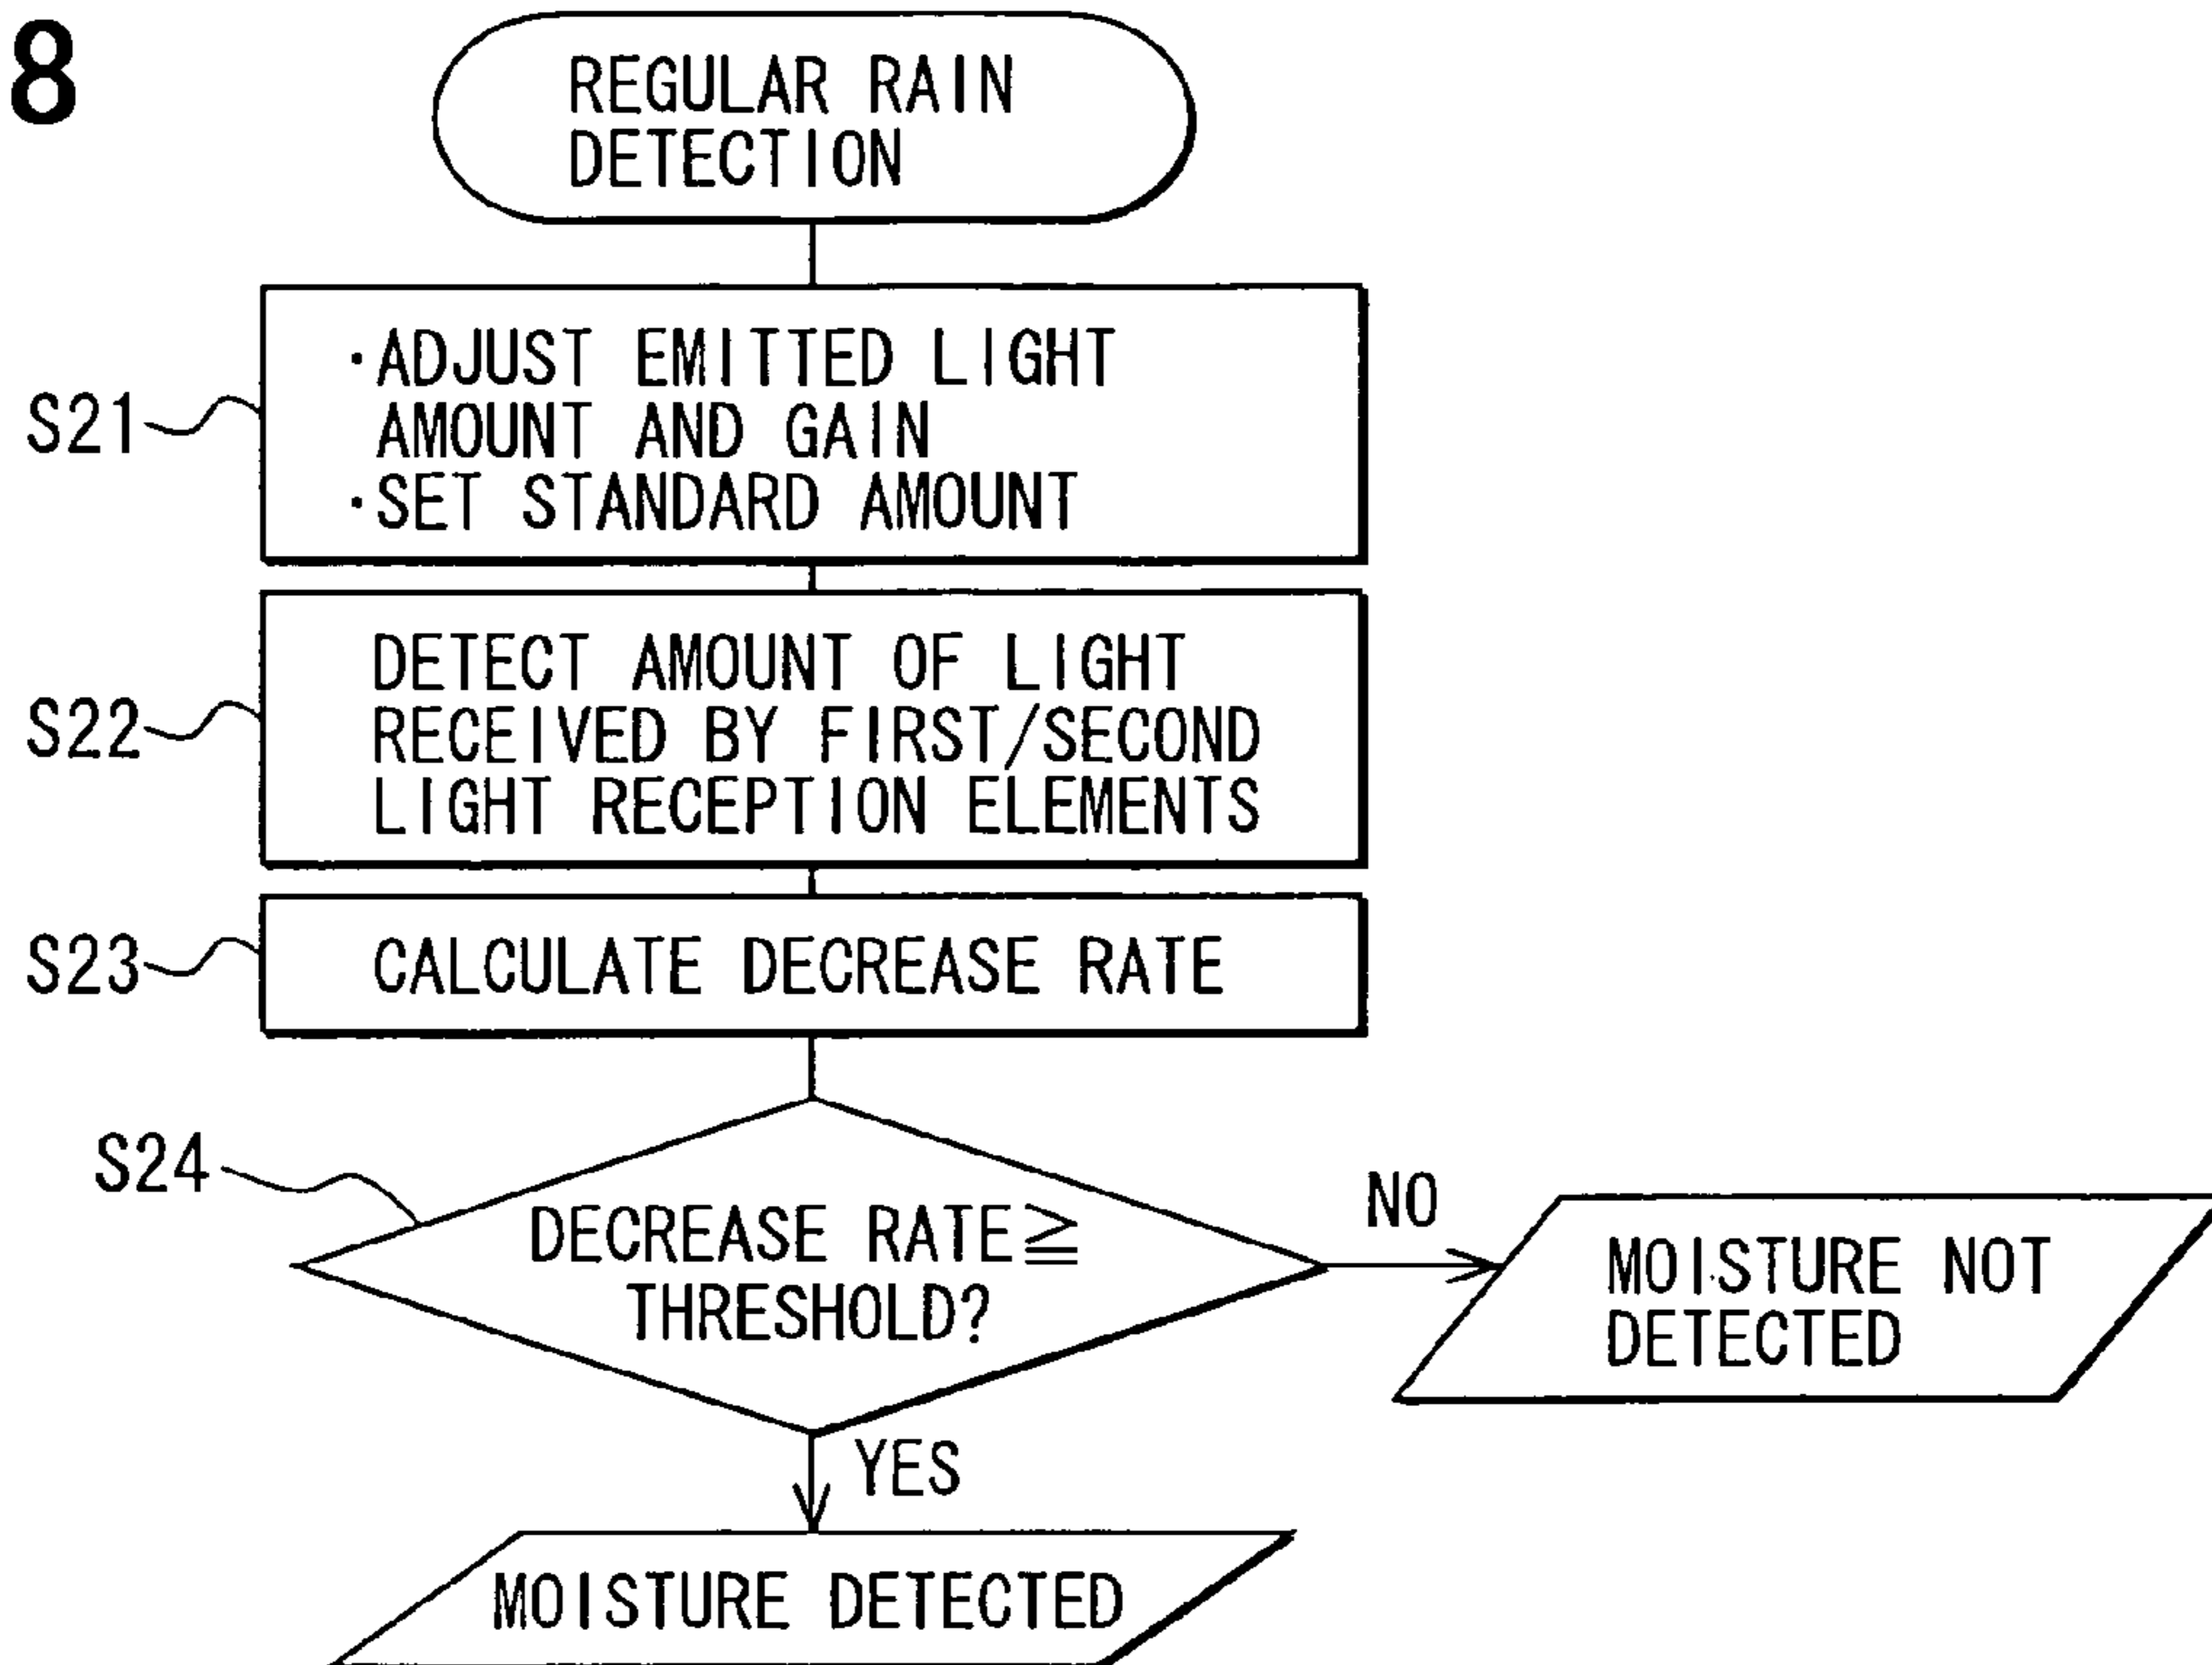 8
REGULAR RAIN
DETECTION
S21
・ADJUST EMITTED LIGHT
AMOUNT AND GAIN
・SET STANDARD AMOUNT
S22
DETECT AMOUNT OF LIGHT
RECEIVED BY FIRST/SECOND
LIGHT RECEPTION ELEMENTS
S23
CALCULATE DECREASE RATE
S24
DECREASE RATE≧
THRESHOLD?
NO
MOISTURE NOT
DETECTED
YES
MOISTURE DETECTED